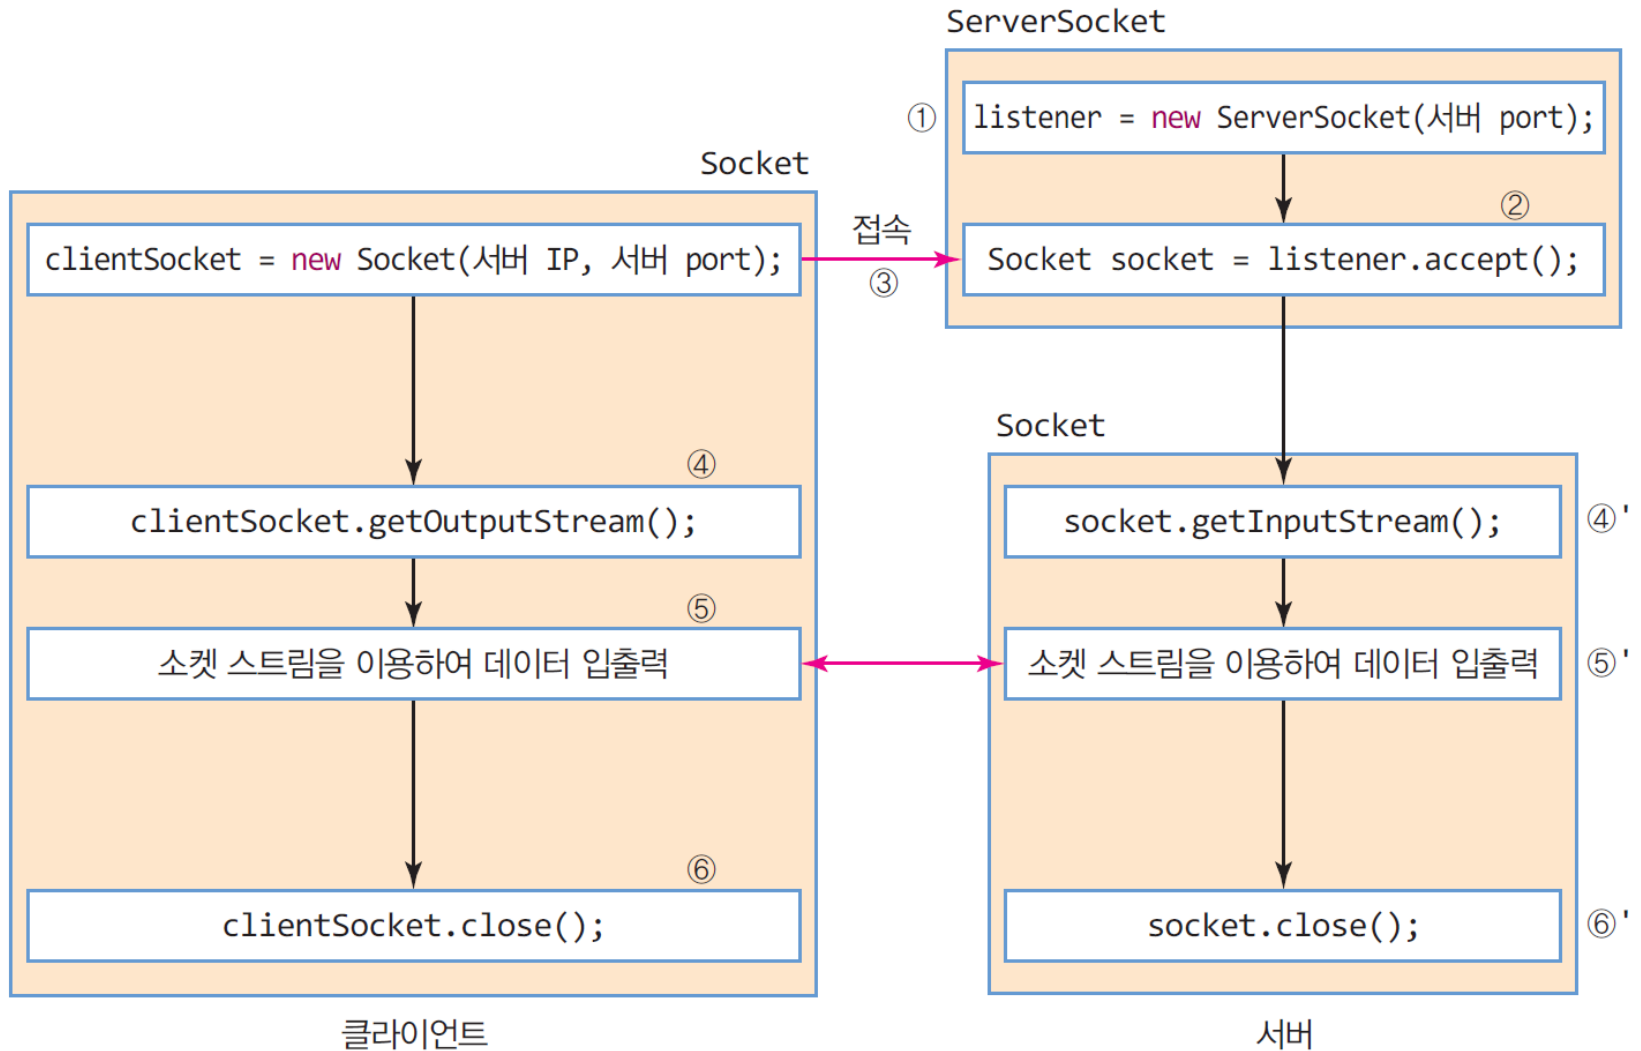 ServerSocket
① listener = new ServerSocket(서버 port);
Socket
②
clientSocket = new Socket(서버 IP, 서버 port);
접속
③
Socket socket = listener.accept();
Socket
④
clientSocket.getOutputStream();
socket.getInputStream();
④'
⑤
소켓 스트림을 이용하여 데이터 입출력
소켓 스트림을 이용하여 데이터 입출력
⑤'
⑥
clientSocket.close();
socket.close();
⑥'
클라이언트
서버